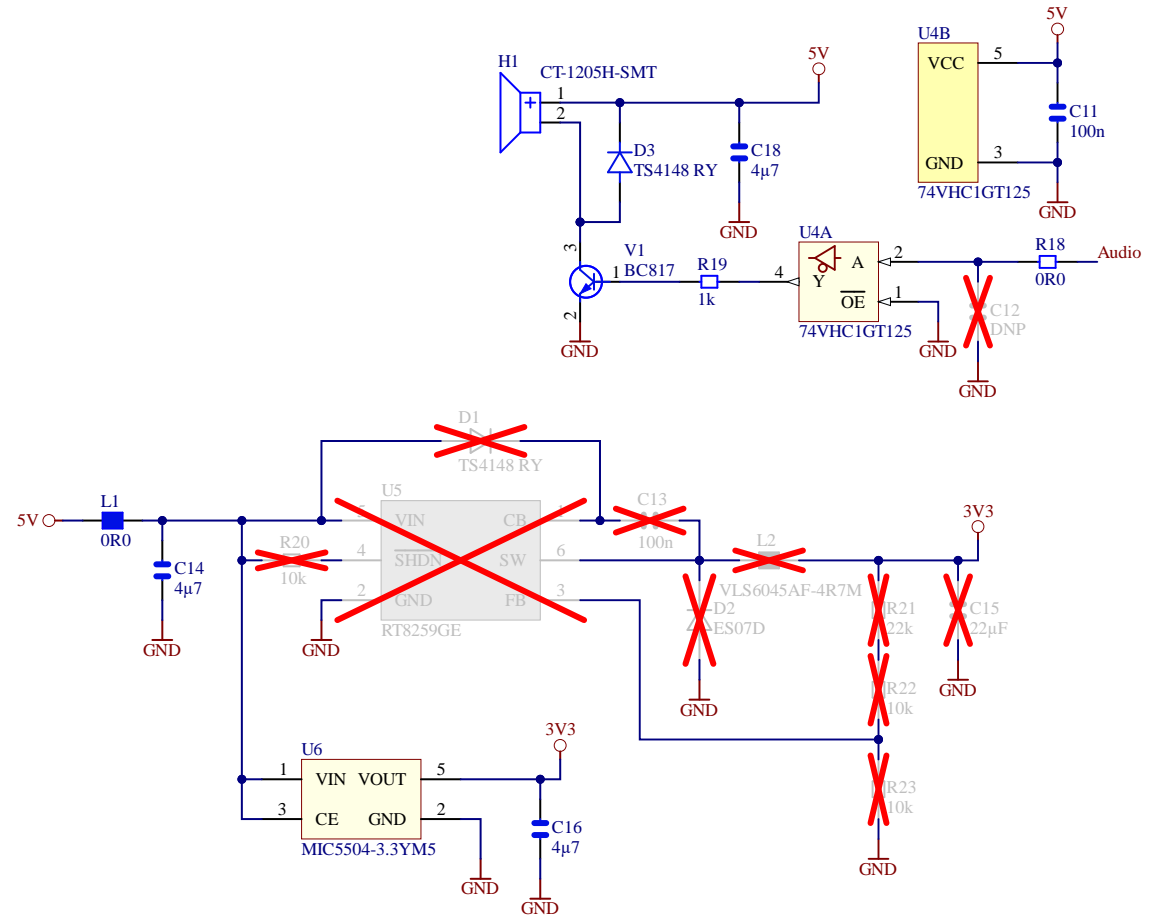 5V
U4B
H1
CT-1205H-SMT
5V
VCC
5
1
2
C11
100n
D3
TS4148 RY
C18
4µ7
GND
3
74VHC1GT125
GND
GND
U4A
3
V1
BC817
R19
1k
1
4
Y
A
2
OE
1
R18
0R0
Audio
2
74VHC1GT125
C12
DNP
GND
GND
GND
D1
TS4148 RY
U5
L1
5V
0R0
VIN
CB
C13
100n
3V3
R20
10k
4
SHDN
SW
6
L2
VLS6045AF-4R7M
C14
4µ7
2
GND
FB
3
RT8259GE
D2
ES07D
R21
22k
C15
22µF
GND
GND
GND
GND
R22
10k
3V3
U6
1
VIN
VOUT
5
3
CE
GND
2
MIC5504-3.3YM5
C16
4µ7
R23
10k
GND
GND
GND